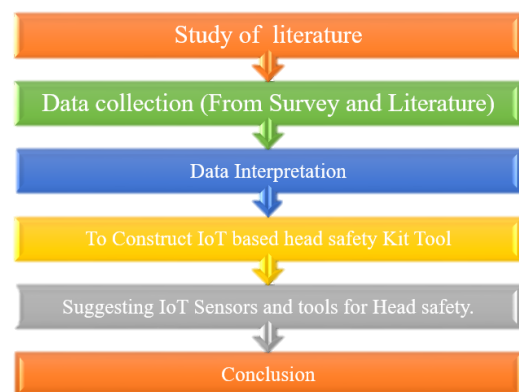 Study of literature
Data collection (From Survey and Literature)
Data Interpretation
To Construct IoT based head safety Kit Tool
Suggesting IoT Sensors and tools for Head safety.
Conclusion